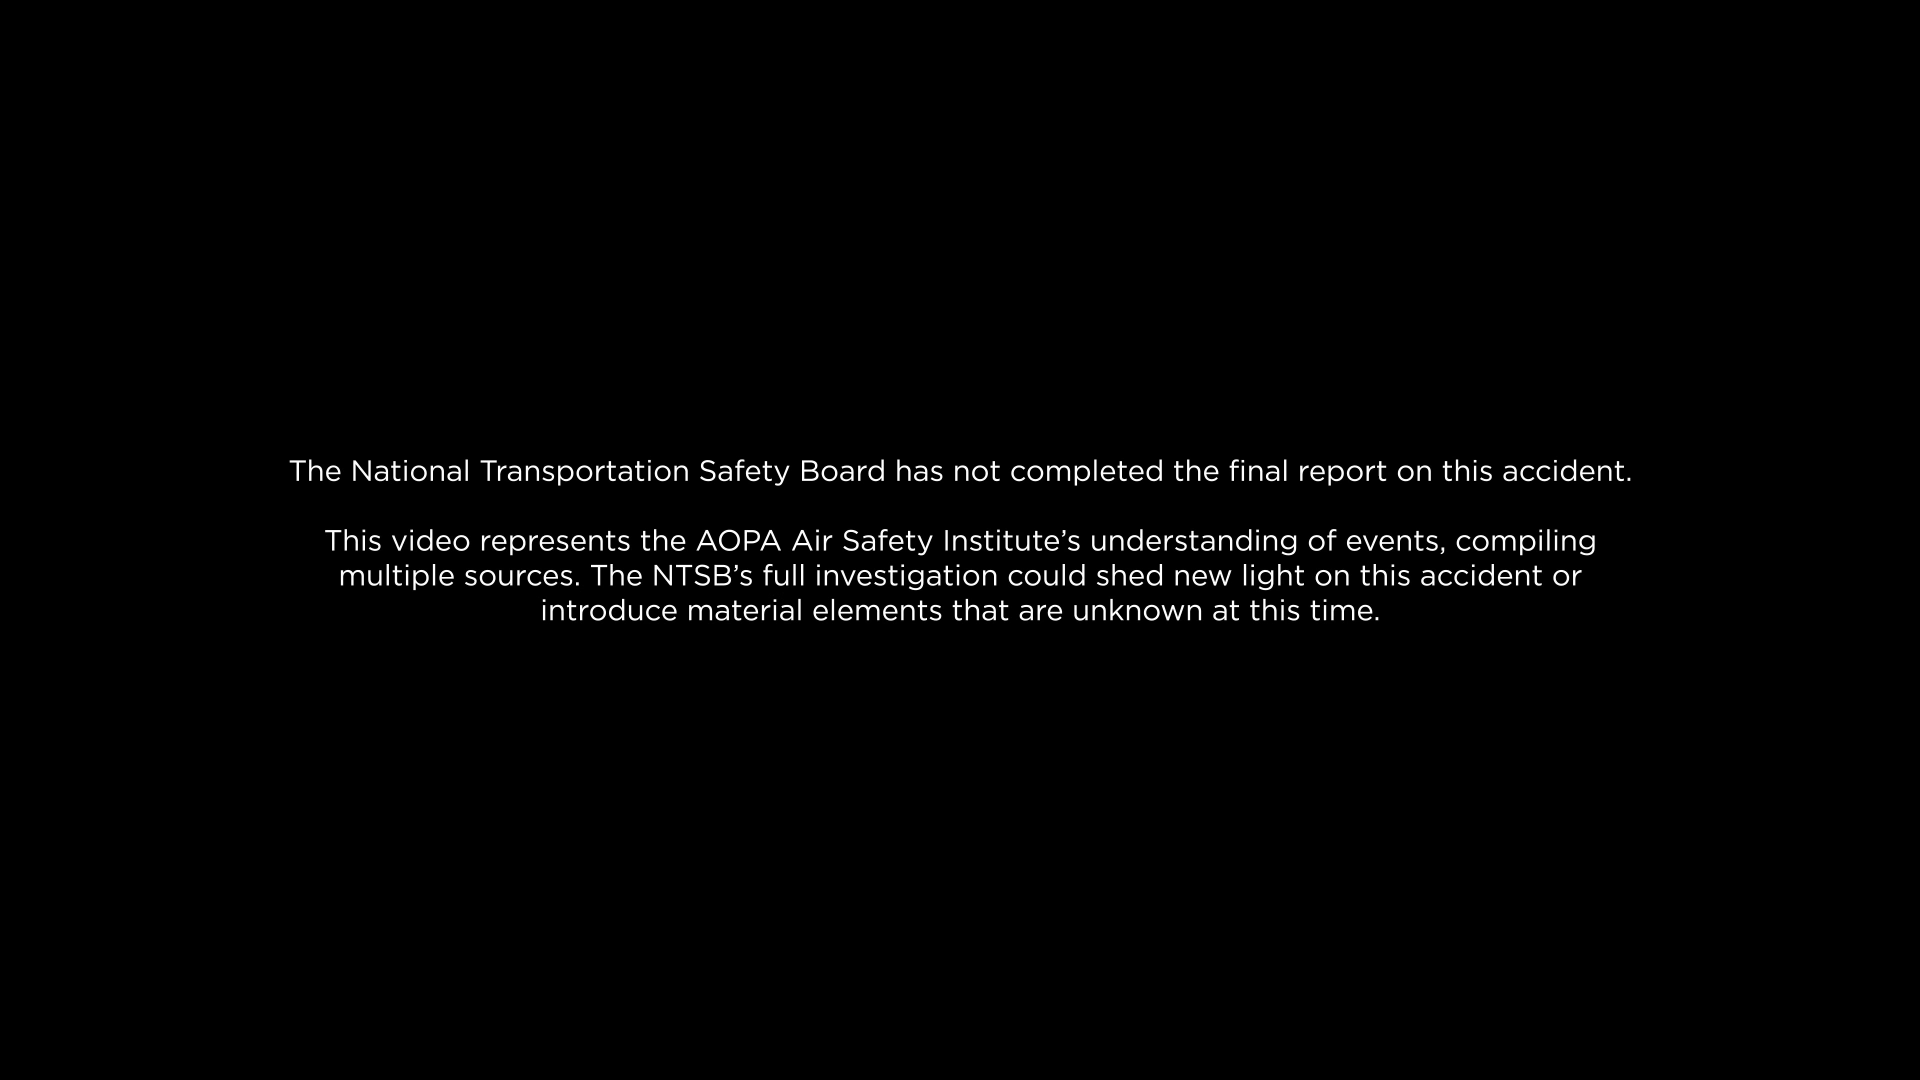 The National Transportation Safety Board has not completed the final report on this accident.
This video represents the AOPA Air Safety Institute’s understanding of events, compiling
multiple sources. The NTSB’s full investigation could shed new light on this accident or
introduce material elements that are unknown at this time.